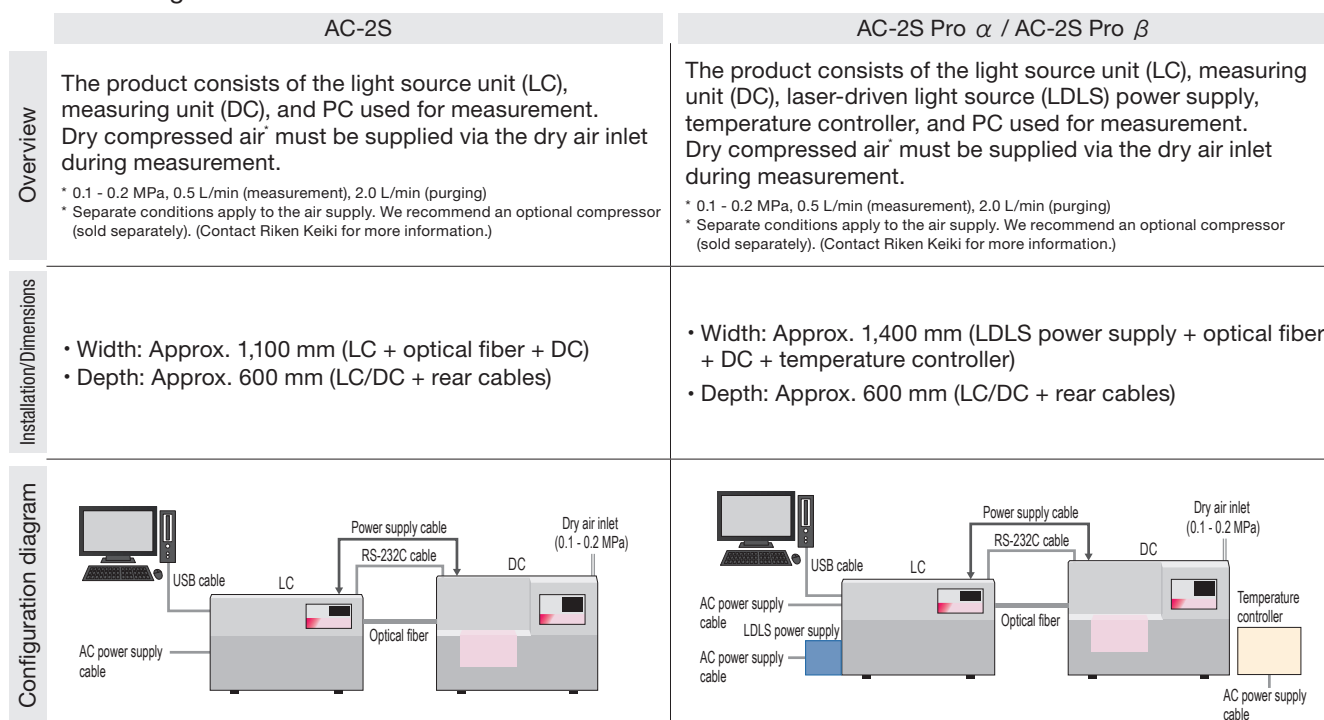 AC-2S
AC-2S Pro α / AC-2S Pro β
Overview
The product consists of the light source unit (LC),
measuring unit (DC), and PC used for measurement.
Dry compressed air* must be supplied via the dry air inlet
during measurement.
* 0.1 - 0.2 MPa, 0.5 L/min (measurement), 2.0 L/min (purging)
* Separate conditions apply to the air supply. We recommend an optional compressor
(sold separately). (Contact Riken Keiki for more information.)
The product consists of the light source unit (LC), measuring
unit (DC), laser-driven light source (LDLS) power supply,
temperature controller, and PC used for measurement.
Dry compressed air* must be supplied via the dry air inlet
during measurement.
* 0.1 - 0.2 MPa, 0.5 L/min (measurement), 2.0 L/min (purging)
* Separate conditions apply to the air supply. We recommend an optional compressor
(sold separately). (Contact Riken Keiki for more information.)
Installation/Dimensions
・Width: Approx. 1,100 mm (LC + optical fiber + DC)
・Depth: Approx. 600 mm (LC/DC + rear cables)
・Width: Approx. 1,400 mm (LDLS power supply + optical fiber
+ DC + temperature controller)
・Depth: Approx. 600 mm (LC/DC + rear cables)
Configuration diagram
Power supply cable
Dry air inlet
(0.1 - 0.2 MPa)
RS-232C cable
DC
USB cable
LC
Optical fiber
AC power supply
cable
Power supply cable
Dry air inlet
(0.1 - 0.2 MPa)
RS-232C cable
DC
USB cable
LC
AC power supply
cable
Optical fiber
Temperature
controller
LDLS power supply
AC power supply
cable
AC power supply
cable